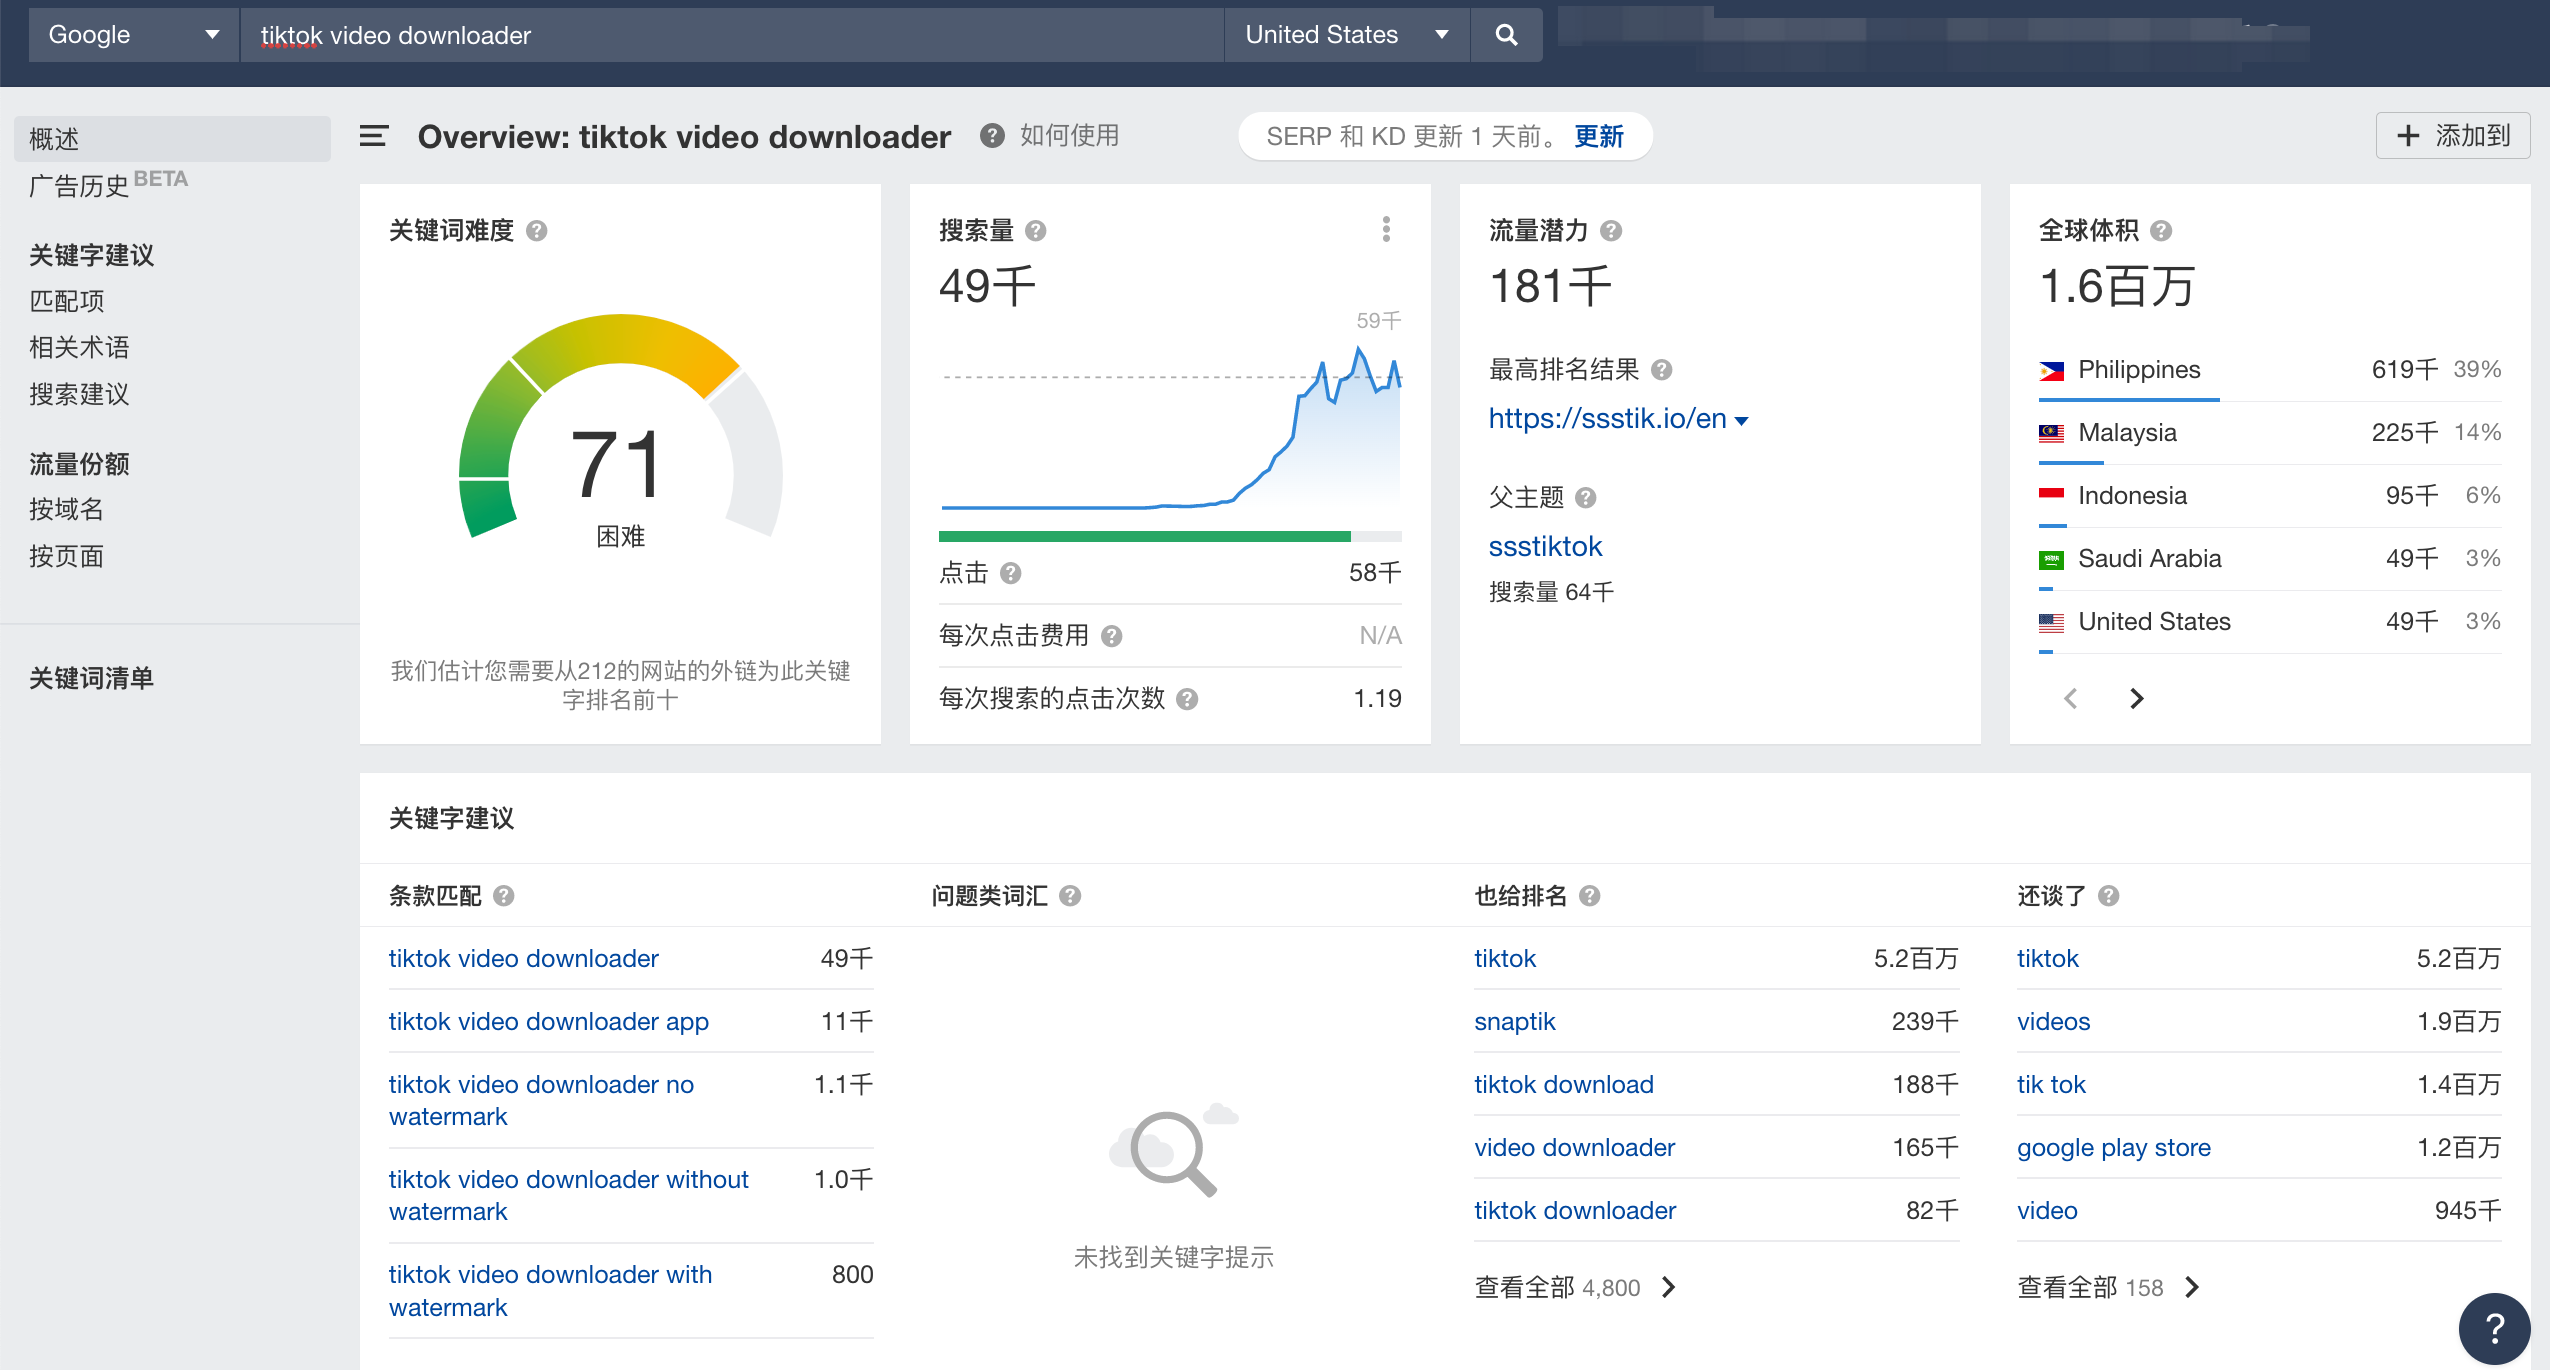 Google
tiktok video downloader
United States
概述
广告历史 BETA
关键字建议
匹配项
相关术语
搜索建议
流量份额
按域名
按页面
关键词清单
Overview: tiktok video downloader
? 如何使用
SERP 和 KD 更新 1 天前。 更新
+ 添加到
关键词难度 ?
71
困难
我们估计您需要从212的网站的外链为此关键
字排名前十
搜索量 ?
49千
59千
点击 ? 58千
每次点击费用 ? N/A
每次搜索的点击次数 ? 1.19
流量潜力 ?
181千
最高排名结果 ?
https://ssstik.io/en
父主题 ?
ssstiktok
搜索量 64千
全球体积 ?
1.6百万
Philippines 619千 39%
Malaysia 225千 14%
Indonesia 95千 6%
Saudi Arabia 49千 3%
United States 49千 3%
关键字建议
条款匹配 ?
tiktok video downloader 49千
tiktok video downloader app 11千
tiktok video downloader no 1.1千
watermark
tiktok video downloader without 1.0千
watermark
tiktok video downloader with 800
watermark
问题类词汇 ?
未找到关键字提示
也给排名 ?
tiktok 5.2百万
snaptik 239千
tiktok download 188千
video downloader 165千
tiktok downloader 82千
查看全部 4,800
还谈了 ?
tiktok 5.2百万
videos 1.9百万
tik tok 1.4百万
google play store 1.2百万
video 945千
查看全部 158
?